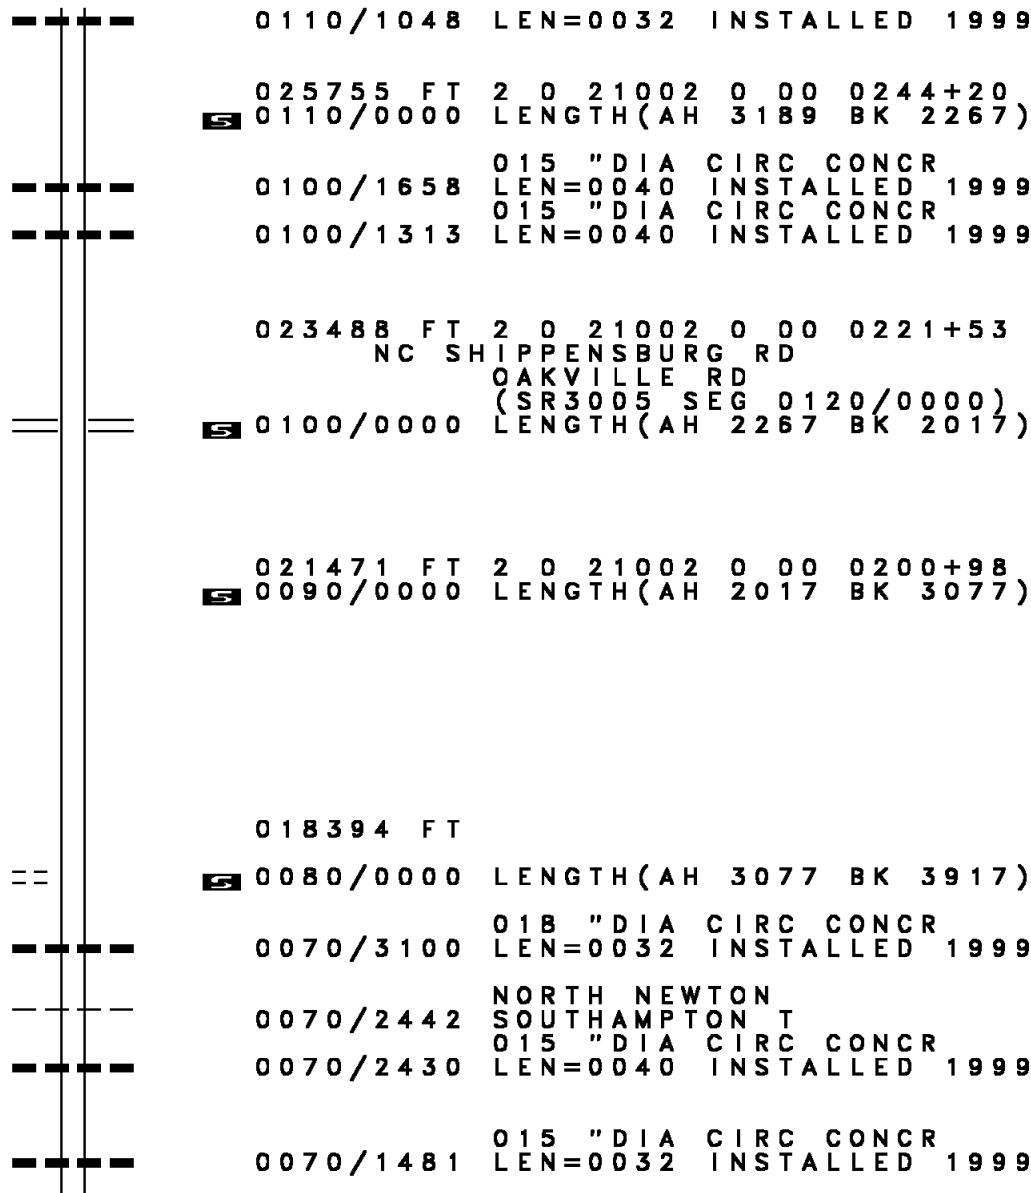 0110/1048 LEN=0032 INSTALLED 1999
025755 FT 2 0 21002 0 00 0244+20
S 0110/0000 LENGTH(AH 3189 BK 2267)
015 "DIA CIRC CONCR
0100/1658 LEN=0040 INSTALLED 1999
015 "DIA CIRC CONCR
0100/1313 LEN=0040 INSTALLED 1999
023488 FT 2 0 21002 0 00 0221+53
NC SHIPPENSBURG RD
OAKVILLE RD
(SR3005 SEG 0120/0000)
S 0100/0000 LENGTH(AH 2267 BK 2017)
021471 FT 2 0 21002 0 00 0200+98
S 0090/0000 LENGTH(AH 2017 BK 3077)
018394 FT
S 0080/0000 LENGTH(AH 3077 BK 3917)
018 "DIA CIRC CONCR
0070/3100 LEN=0032 INSTALLED 1999
NORTH NEWTON
0070/2442 SOUTHAMPTON T
015 "DIA CIRC CONCR
0070/2430 LEN=0040 INSTALLED 1999
015 "DIA CIRC CONCR
0070/1481 LEN=0032 INSTALLED 1999